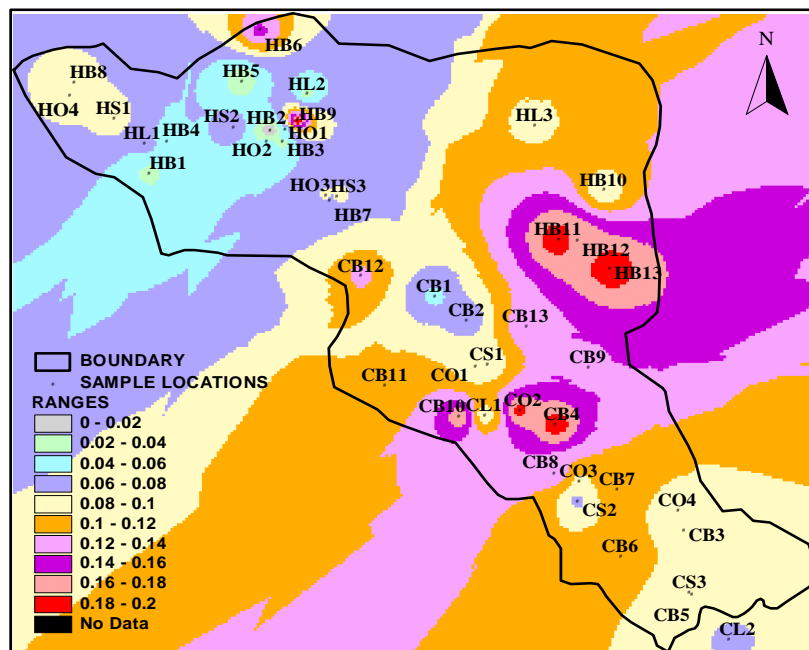 N
HB6
HB8
HB5
HL2
HO4
HS1
HS2
HB2
HB9
HL3
HL1
HB4
HO1
HO2
HB3
HB1
HO3
HS3
HB10
HB7
HB11
HB12
HB13
CB12
CB1
CB2
CB13
CS1
CB9
CO1
CB11
CB10
CL1
CO2
CB4
CB8
CO3
CB7
CS2
CO4
CB3
CB6
CS3
CB5
CL2
BOUNDARY
SAMPLE LOCATIONS
RANGES
0 - 0.02
0.02 - 0.04
0.04 - 0.06
0.06 - 0.08
0.08 - 0.1
0.1 - 0.12
0.12 - 0.14
0.14 - 0.16
0.16 - 0.18
0.18 - 0.2
No Data